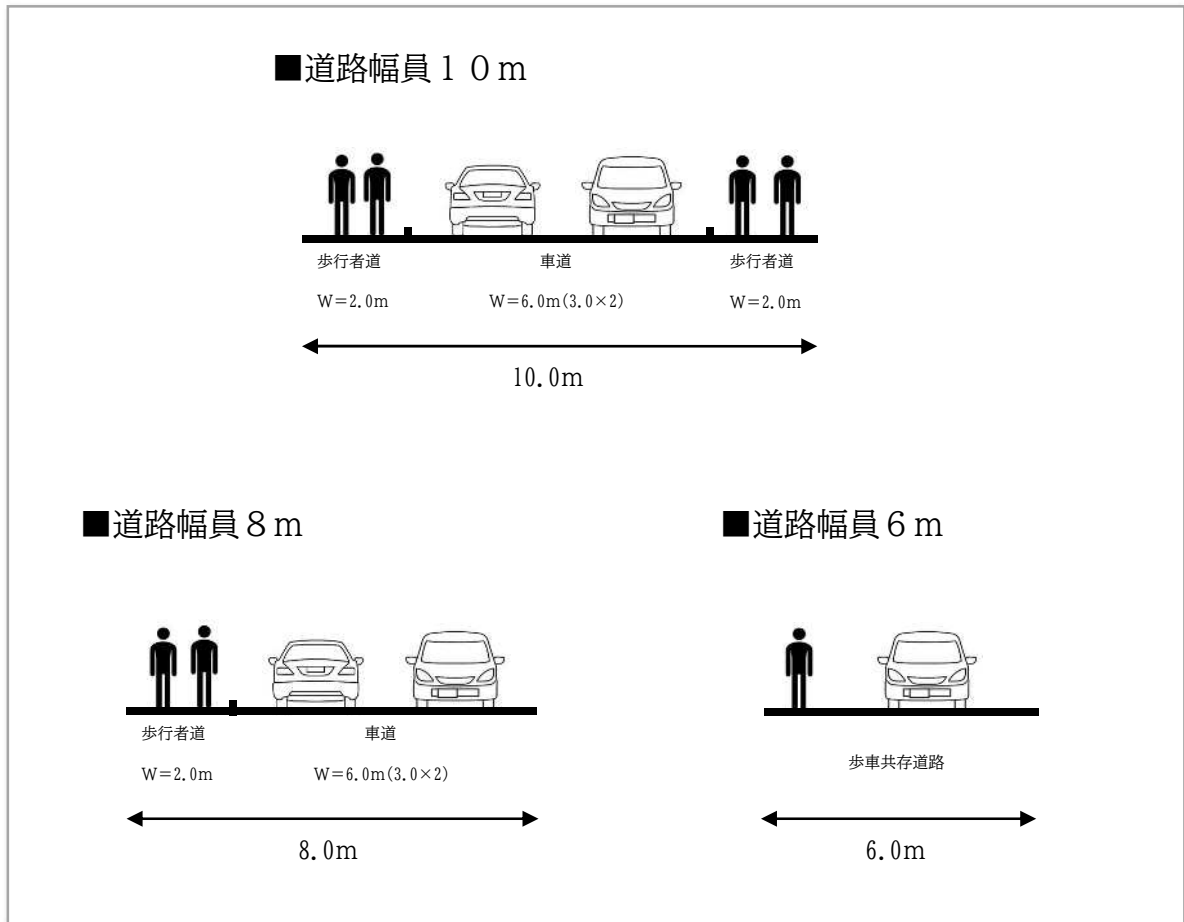 ■道路幅員１０ｍ
歩行者道 車道 歩行者道
W=2.0m W=6.0m(3.0×2) W=2.0m
10.0m
■道路幅員８ｍ
歩行者道 車道
W=2.0m W=6.0m(3.0×2)
8.0m
■道路幅員６ｍ
歩車共存道路
6.0m